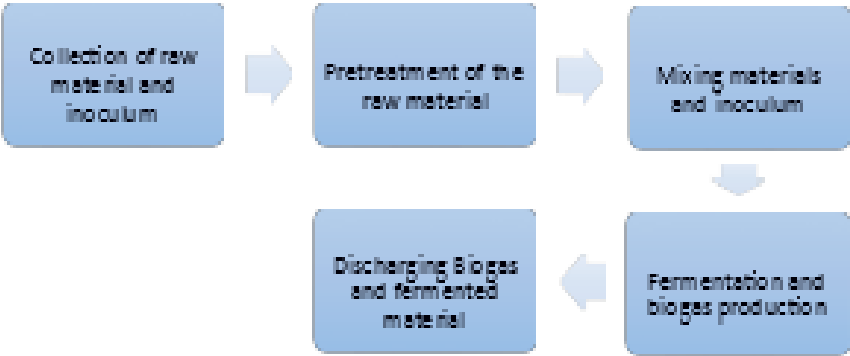 Collection of raw
material and
inoculum
Pretreatment of the
raw material
Mixing materials
and inoculum
Fermentation and
biogas production
Discharging Biogas
and fermented
material